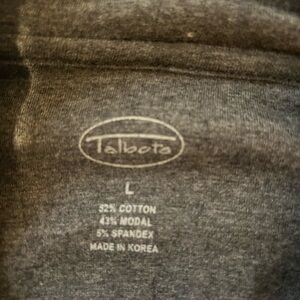 Talbots
L
52% COTTON
43% MODAL
5% SPANDEX
MADE IN KOREA